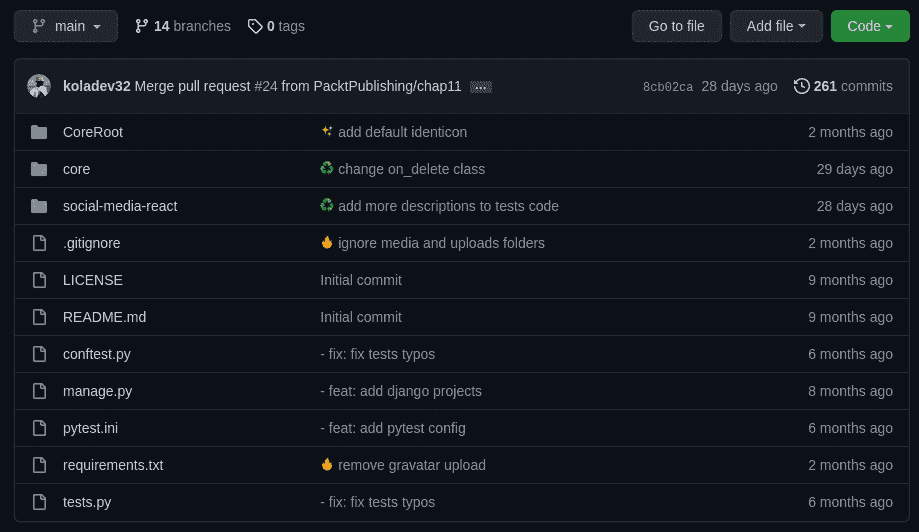 main 14 branches 0 tags Go to file Add file Code
koladev32 Merge pull request #24 from PacktPublishing/chap11 ... 8cb02ca 28 days ago 261 commits
CoreRoot ✨ add default identicon 2 months ago
core ♻️ change on_delete class 29 days ago
social-media-react ♻️ add more descriptions to tests code 28 days ago
.gitignore 🔥 ignore media and uploads folders 2 months ago
LICENSE Initial commit 9 months ago
README.md Initial commit 9 months ago
conftest.py - fix: fix tests typos 6 months ago
manage.py - feat: add django projects 8 months ago
pytest.ini - feat: add pytest config 6 months ago
requirements.txt 🔥 remove gravatar upload 2 months ago
tests.py - fix: fix tests typos 6 months ago